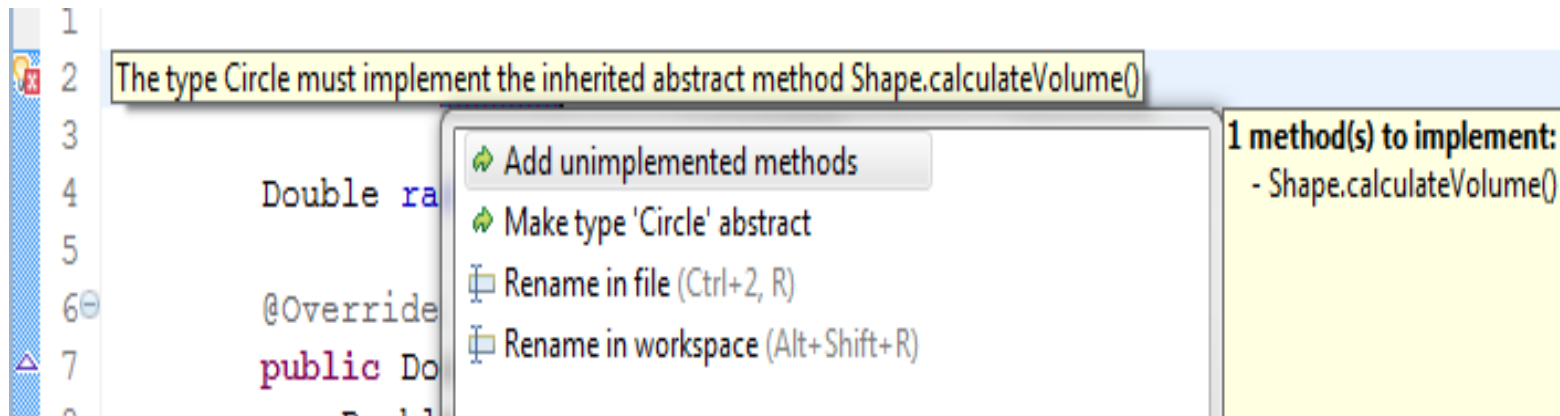 1
2 The type Circle must implement the inherited abstract method Shape.calculateVolume()
3
4 Double ra
5
6 @Override
7 public Do
Add unimplemented methods
Make type 'Circle' abstract
Rename in file (Ctrl+2, R)
Rename in workspace (Alt+Shift+R)
1 method(s) to implement:
- Shape.calculateVolume()